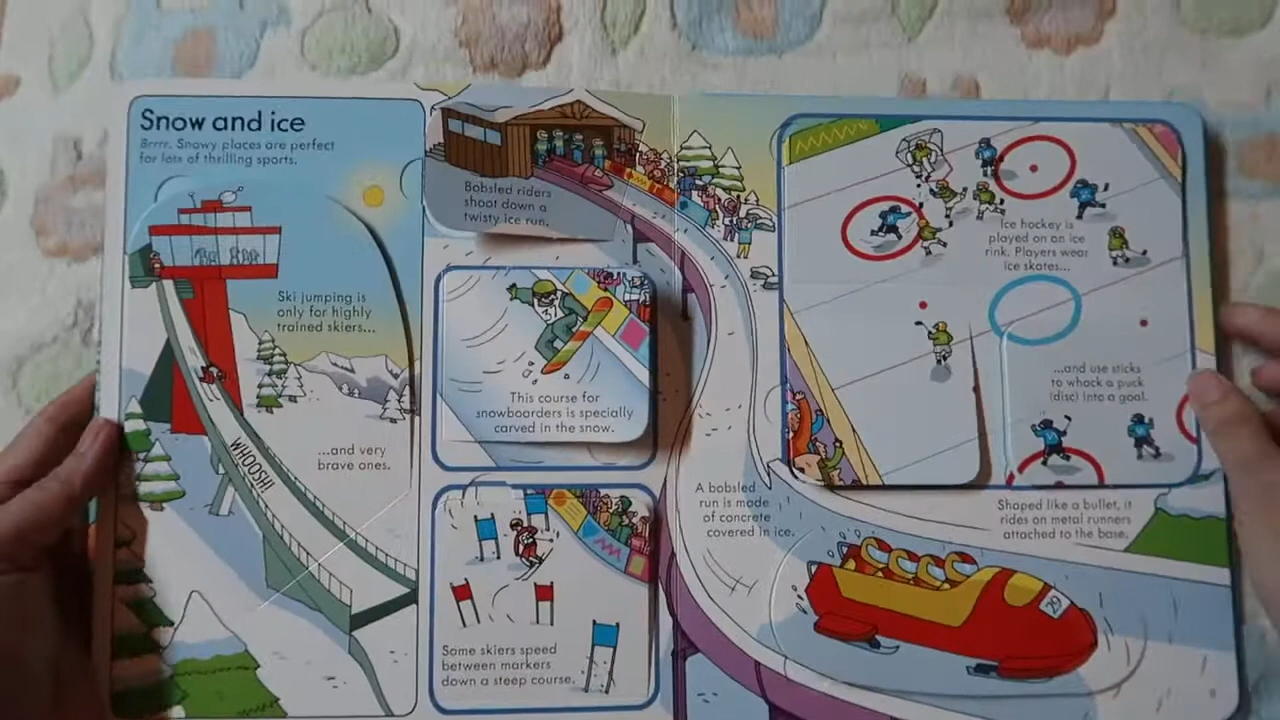 Snow and ice
Brrrr. Snowy places are perfect
for lots of thrilling sports.
Ski jumping is
only for highly
trained skiers...
...and very
brave ones.
WHOOSH!
Bobsled riders
shoot down a
twisty ice run.
This course for
snowboarders is specially
carved in the snow.
Some skiers speed
between markers
down a steep course.
Ice hockey is
played on an ice
rink. Players wear
ice skates...
...and use sticks
to whack a puck
(disc) into a goal.
A bobsled
run is made
of concrete
covered in ice.
Shaped like a bullet, it
rides on metal runners
attached to the base.
29